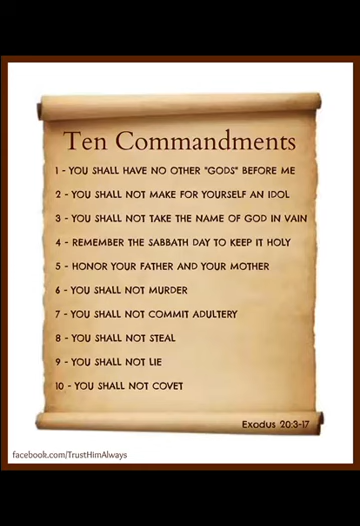 Ten Commandments
1 - YOU SHALL HAVE NO OTHER "GODS" BEFORE ME
2 - YOU SHALL NOT MAKE FOR YOURSELF AN IDOL
3 - YOU SHALL NOT TAKE THE NAME OF GOD IN VAIN
4 - REMEMBER THE SABBATH DAY TO KEEP IT HOLY
5 - HONOR YOUR FATHER AND YOUR MOTHER
6 - YOU SHALL NOT MURDER
7 - YOU SHALL NOT COMMIT ADULTERY
8 - YOU SHALL NOT STEAL
9 - YOU SHALL NOT LIE
10 - YOU SHALL NOT COVET
Exodus 20:3-17
facebook.com/TrustHimAlways